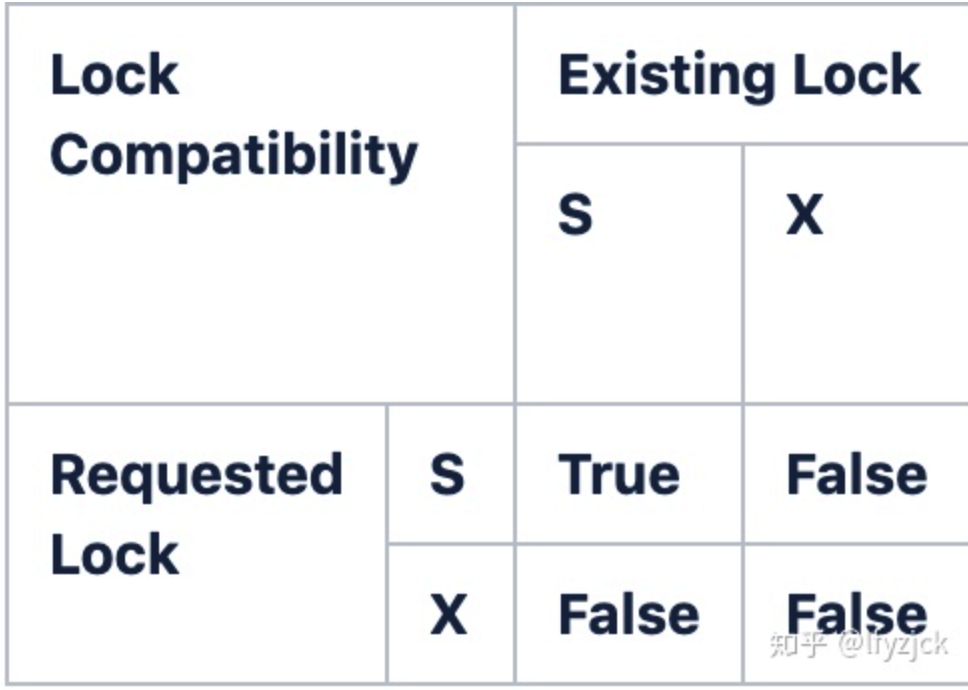 Lock
Compatibility
Existing Lock
S
X
Requested
Lock
S
True
False
X
False
False
知乎 @lfyzjck